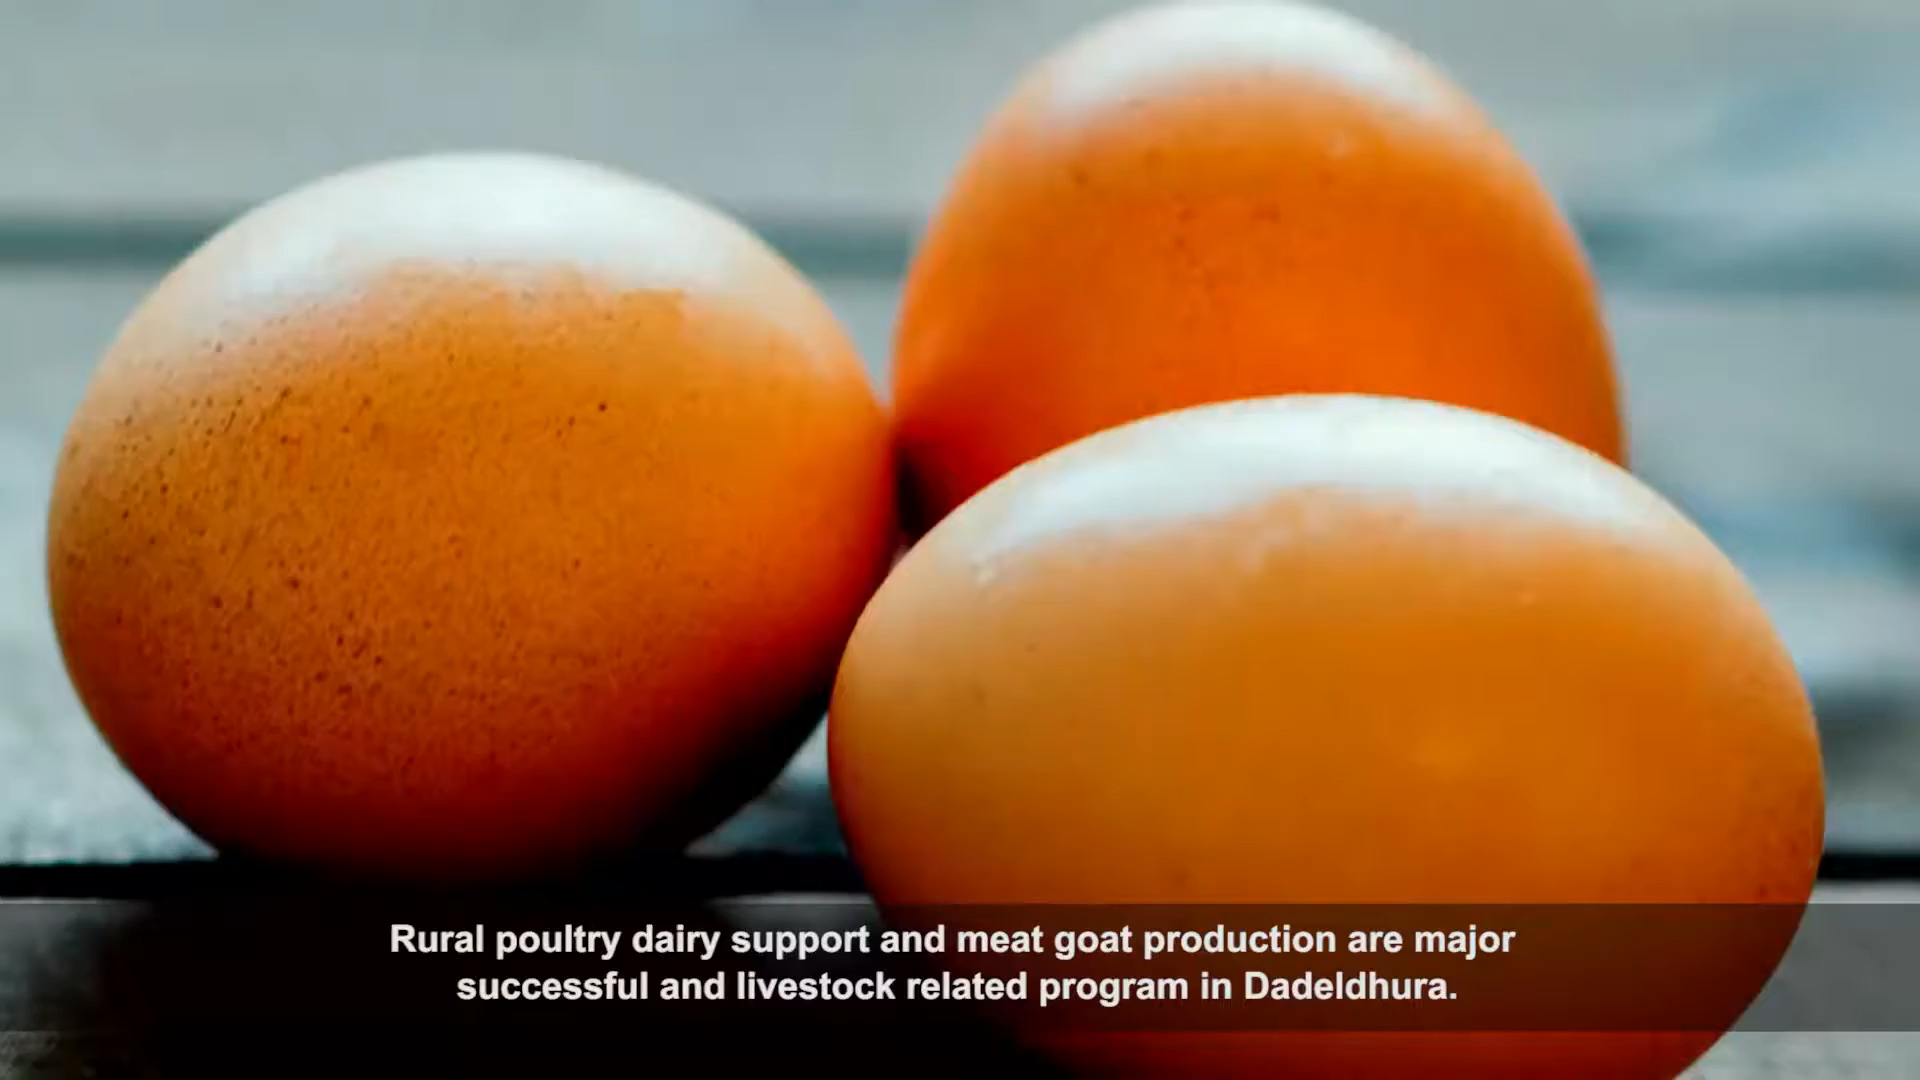 Rural poultry dairy support and meat goat production are major
successful and livestock related program in Dadeldhura.